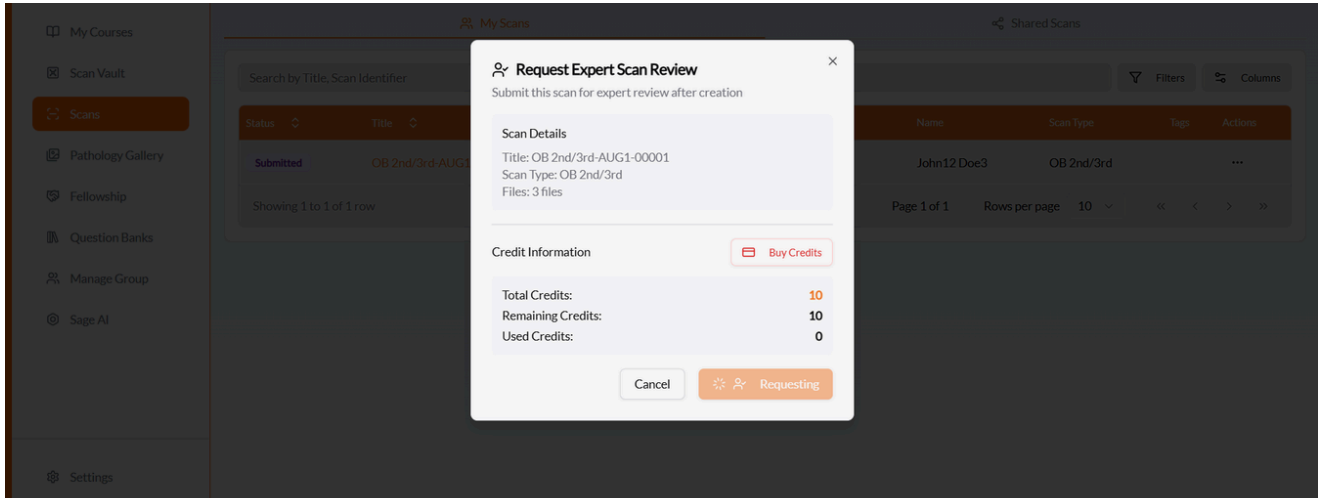 My Courses
Scan Vault
Scans
Pathology Gallery
Fellowship
Question Banks
Manage Group
Sage AI
Settings
My Scans
Shared Scans
Search by Title, Scan Identifier
Filters
Columns
Status
Title
Name
Scan Type
Tags
Actions
Submitted
OB 2nd/3rd-AUG1
John12 Doe3
OB 2nd/3rd
Showing 1 to 1 of 1 row
Page 1 of 1
Rows per page
10
Request Expert Scan Review
Submit this scan for expert review after creation
Scan Details
Title: OB 2nd/3rd-AUG1-00001
Scan Type: OB 2nd/3rd
Files: 3 files
Credit Information
Buy Credits
Total Credits: 10
Remaining Credits: 10
Used Credits: 0
Cancel
Requesting